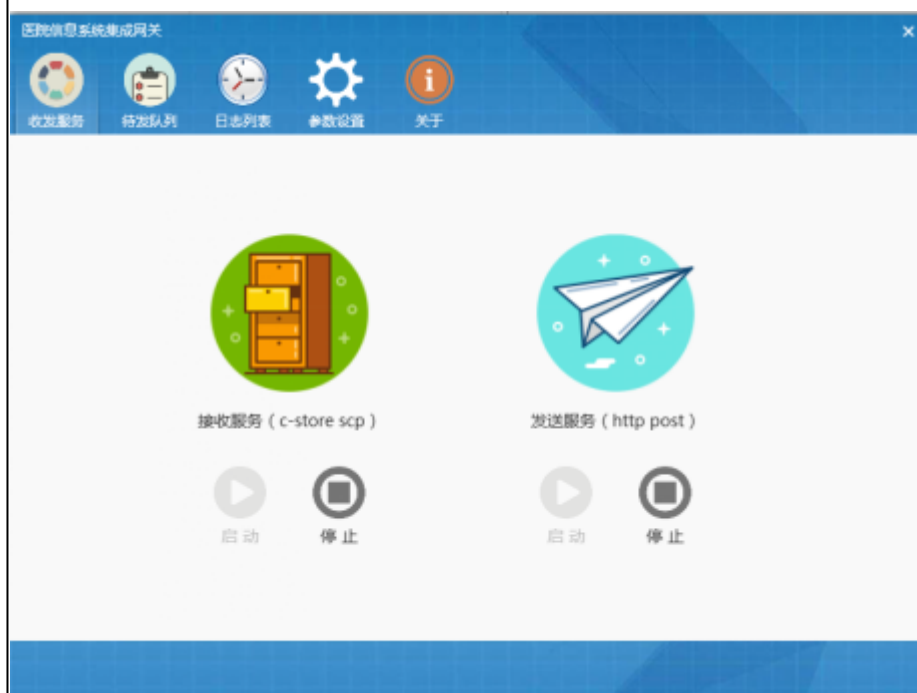 医院信息系统集成网关
收发服务 待发队列 日志列表 参数设置 关于
接收服务（c-store scp） 发送服务（http post）
启动 停止 启动 停止